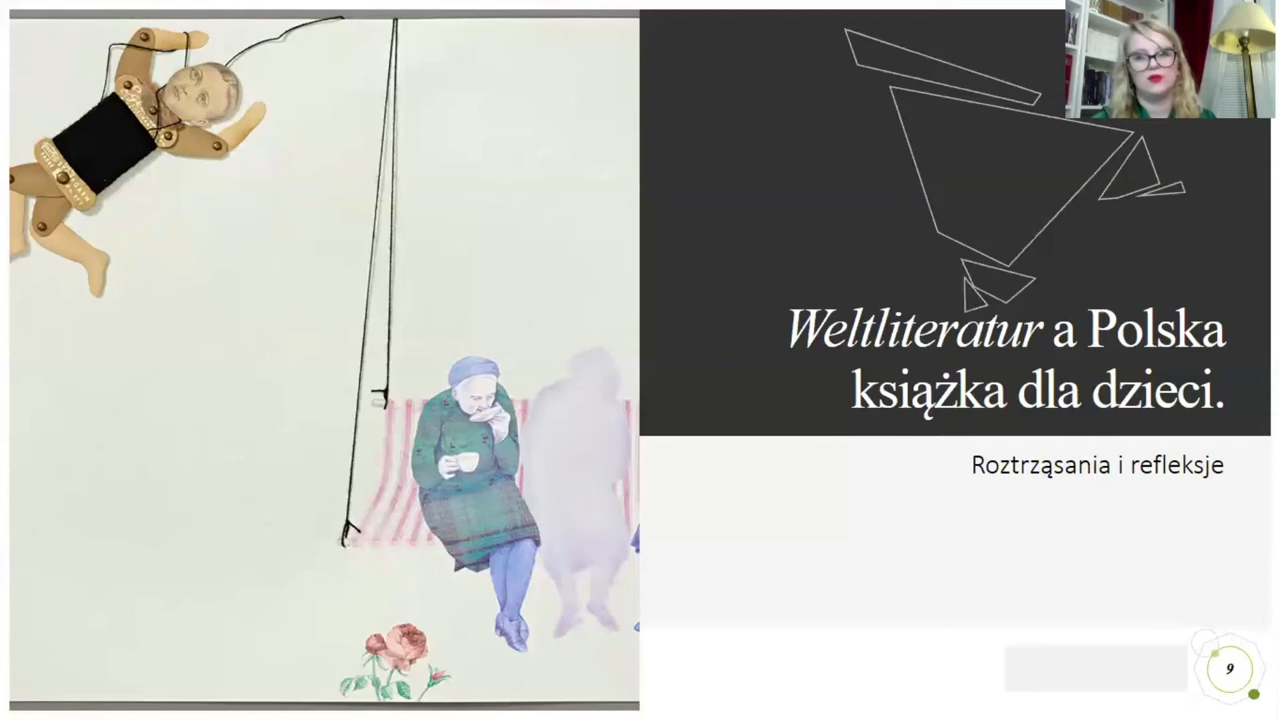 Weltliteratur a Polska
książka dla dzieci.
Roztrząsania i refleksje
9